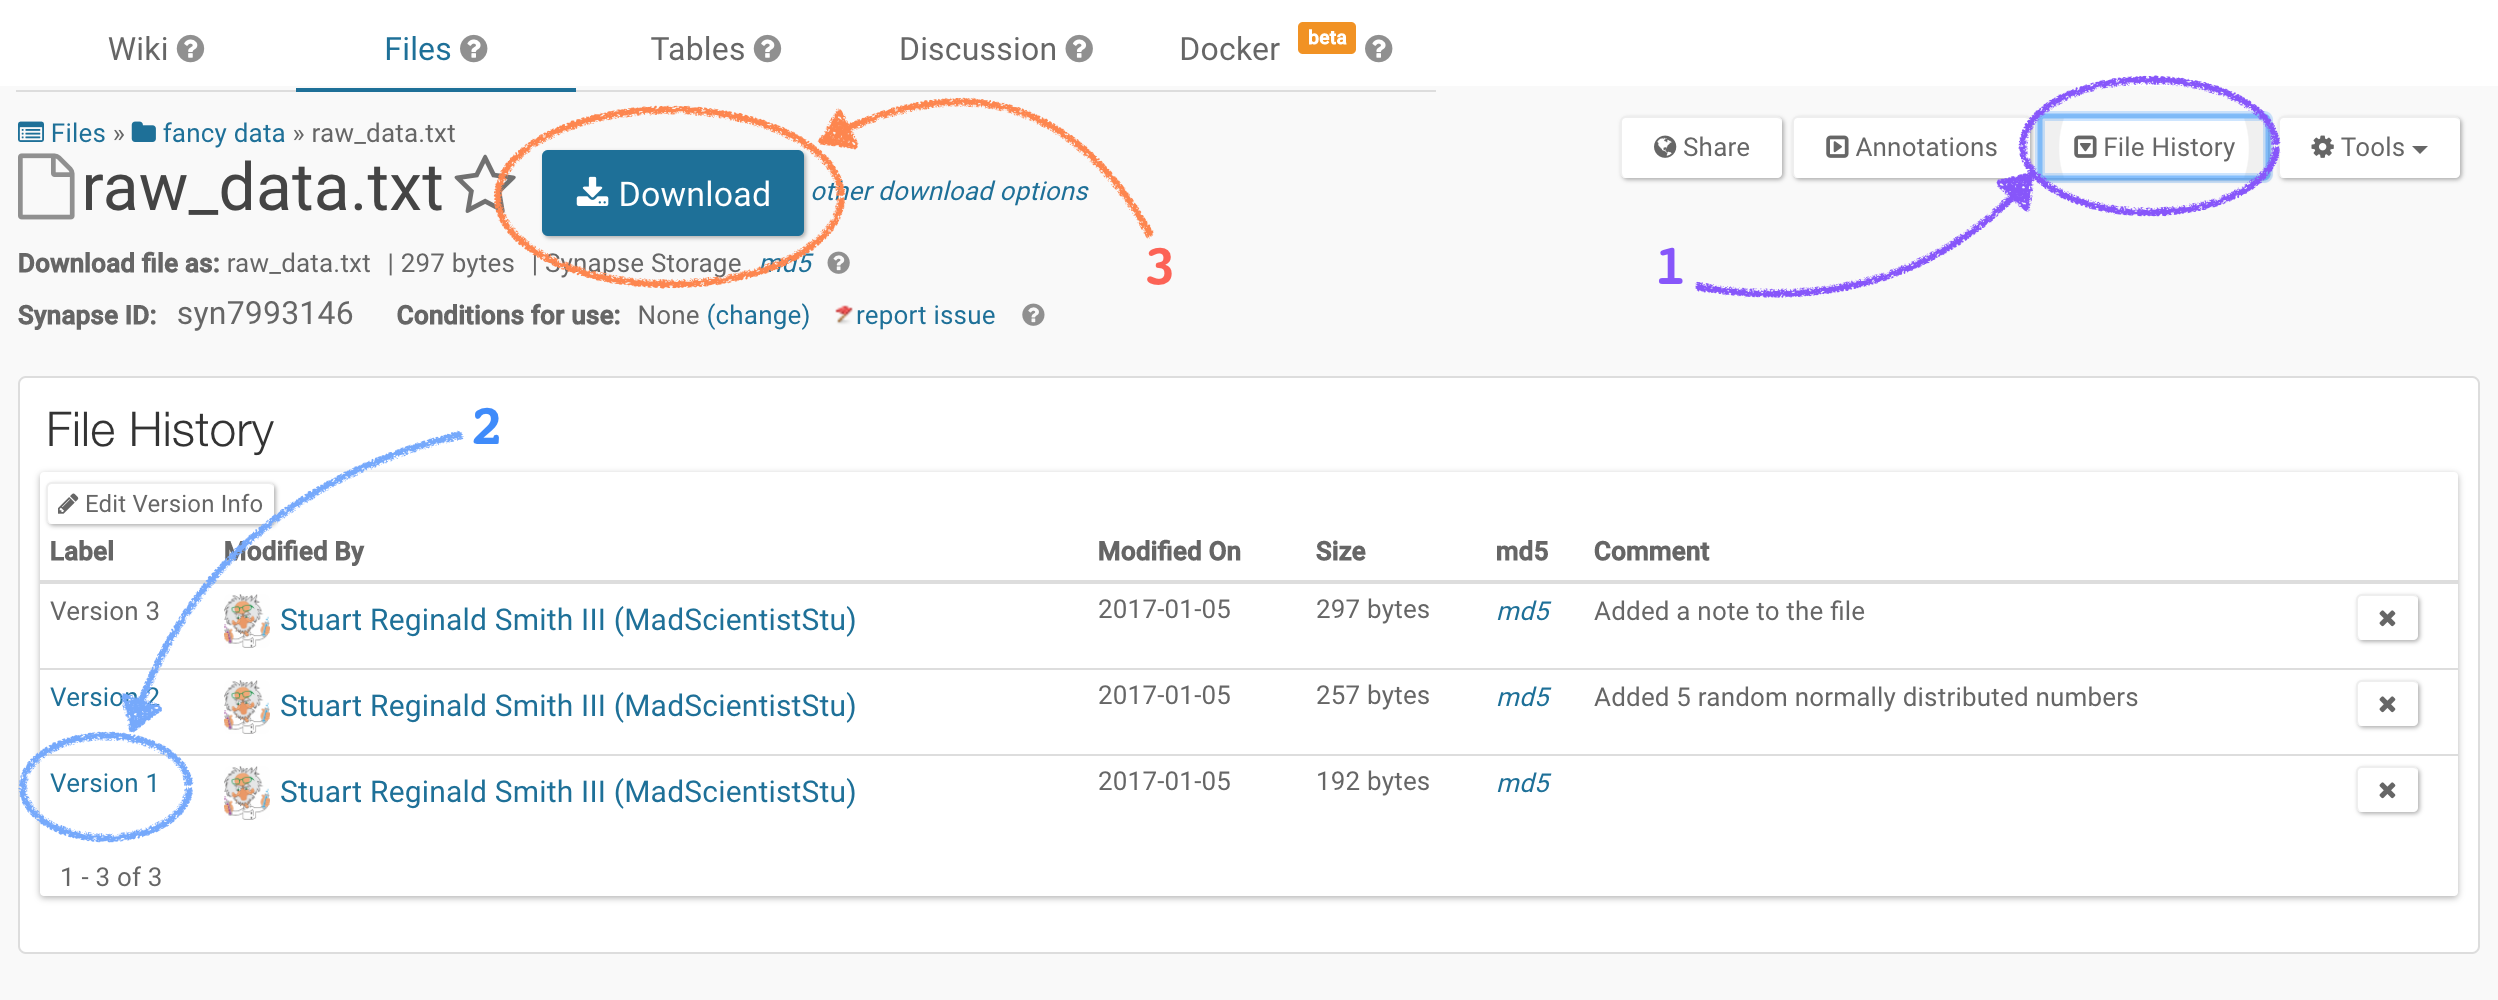 Wiki Files Tables Discussion Docker beta
Files » fancy data » raw_data.txt
Share Annotations File History Tools
raw_data.txt Download other download options
Download file as: raw_data.txt | 297 bytes | Synapse Storage md5
3
1
Synapse ID: syn7993146 Conditions for use: None (change) report issue
File History
2
Edit Version Info
Label Modified By Modified On Size md5 Comment
Version 3 Stuart Reginald Smith III (MadScientistStu) 2017-01-05 297 bytes md5 Added a note to the file
Version 2 Stuart Reginald Smith III (MadScientistStu) 2017-01-05 257 bytes md5 Added 5 random normally distributed numbers
Version 1 Stuart Reginald Smith III (MadScientistStu) 2017-01-05 192 bytes md5
1 - 3 of 3